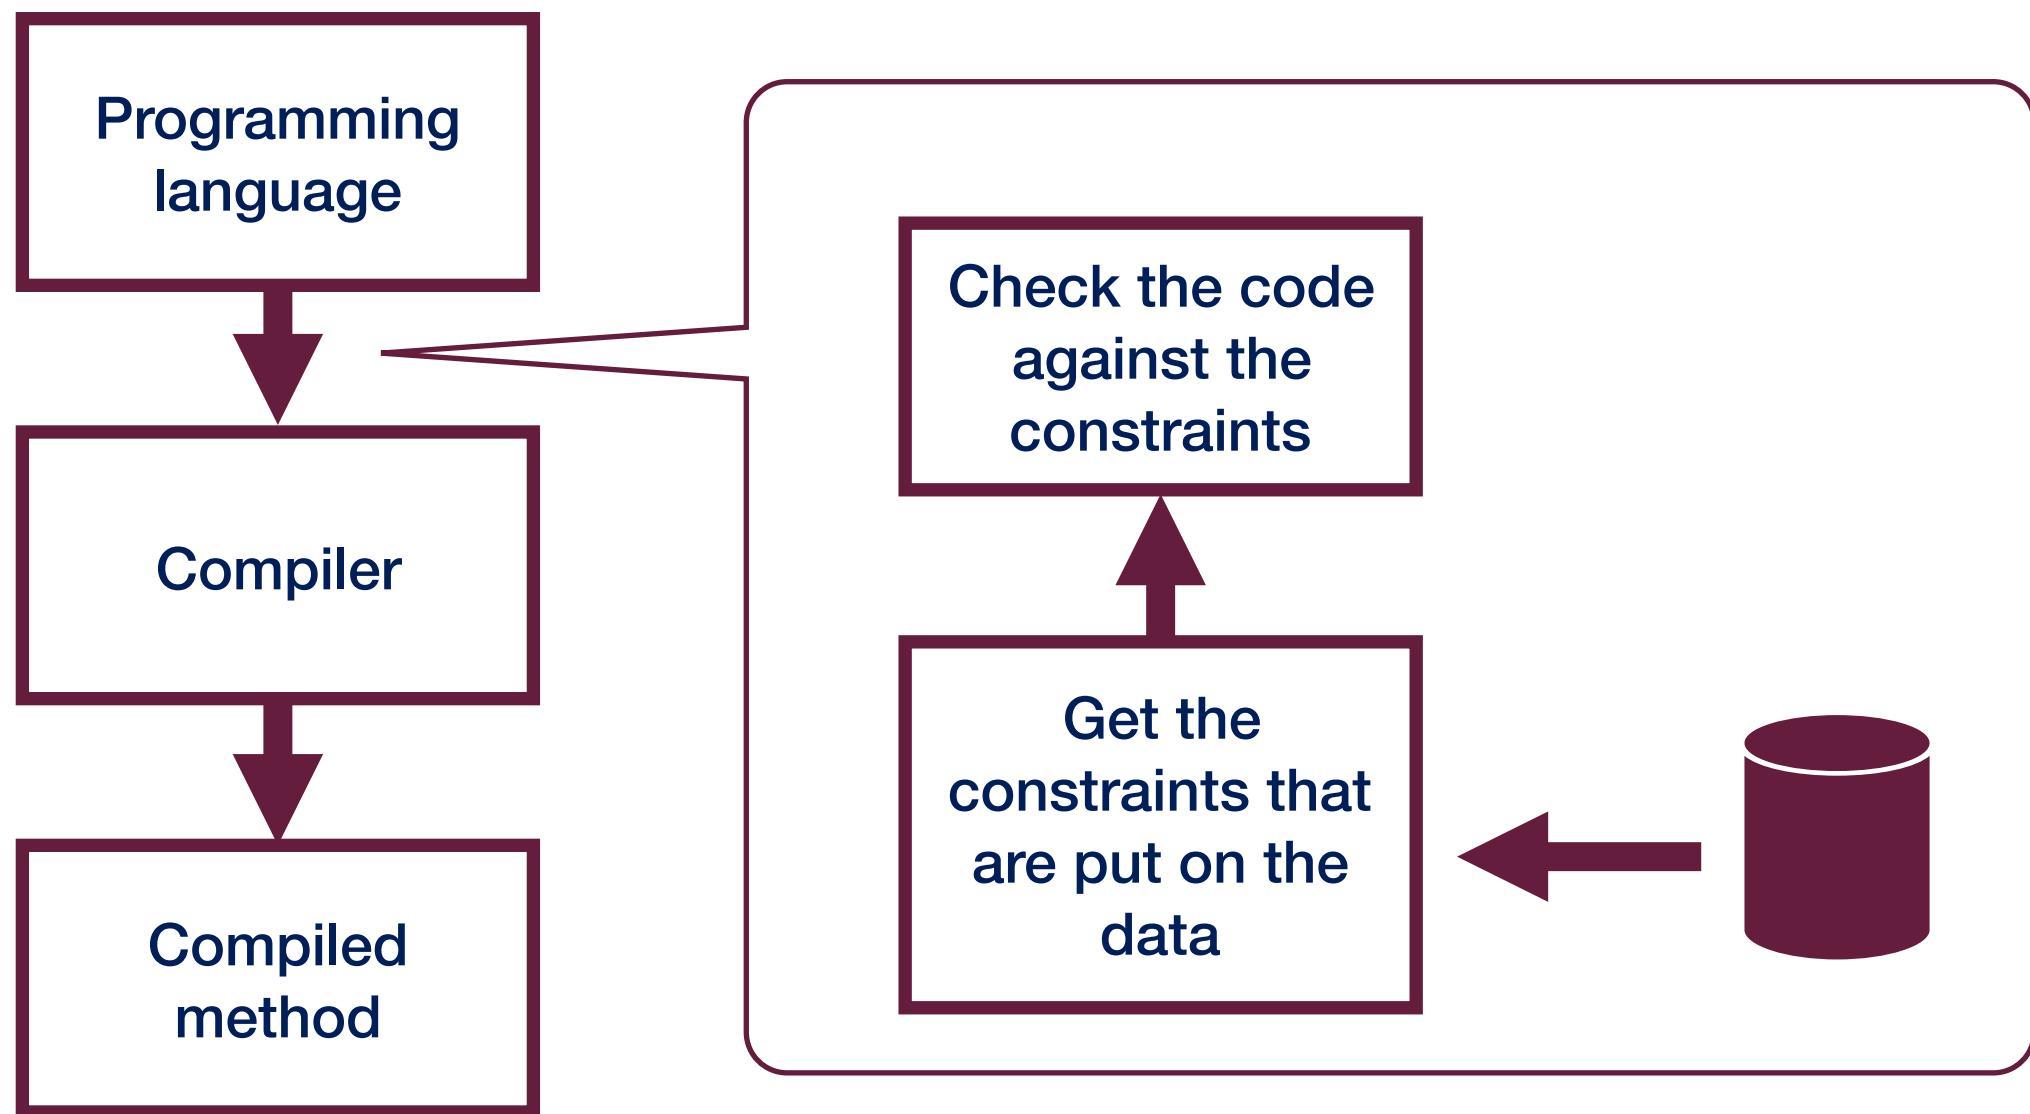 Programming
language
Compiler
Compiled
method
Check the code
against the
constraints
Get the
constraints that
are put on the
data